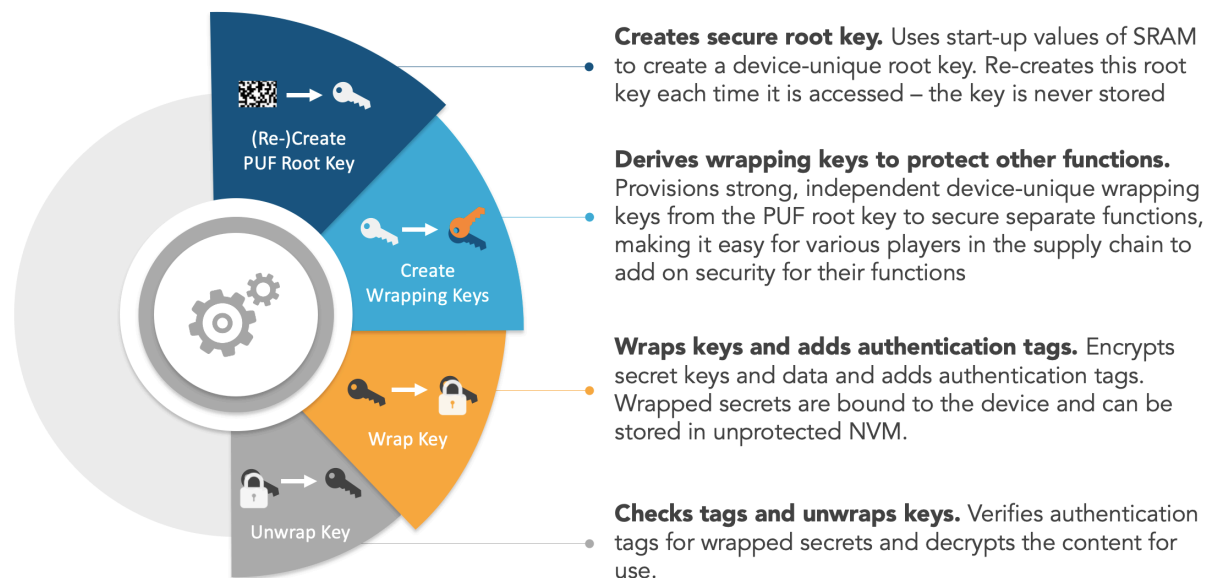 (Re-)Create
PUF Root Key
Creates secure root key. Uses start-up values of SRAM
to create a device-unique root key. Re-creates this root
key each time it is accessed – the key is never stored
Create
Wrapping Keys
Derives wrapping keys to protect other functions.
Provisions strong, independent device-unique wrapping
keys from the PUF root key to secure separate functions,
making it easy for various players in the supply chain to
add on security for their functions
Wrap Key
Wraps keys and adds authentication tags. Encrypts
secret keys and data and adds authentication tags.
Wrapped secrets are bound to the device and can be
stored in unprotected NVM.
Unwrap Key
Checks tags and unwraps keys. Verifies authentication
tags for wrapped secrets and decrypts the content for
use.